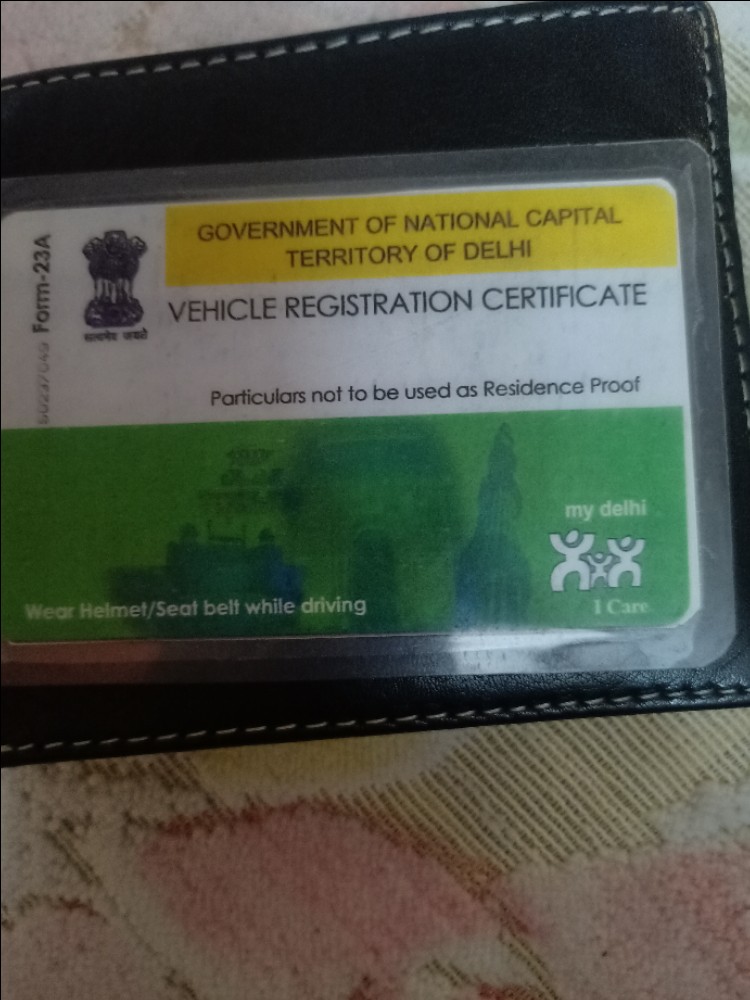 GOVERNMENT OF NATIONAL CAPITAL
TERRITORY OF DELHI
Form-23A
सत्यमेव जयते
VEHICLE REGISTRATION CERTIFICATE
Particulars not to be used as Residence Proof
my delhi
I Care
Wear Helmet/Seat belt while driving